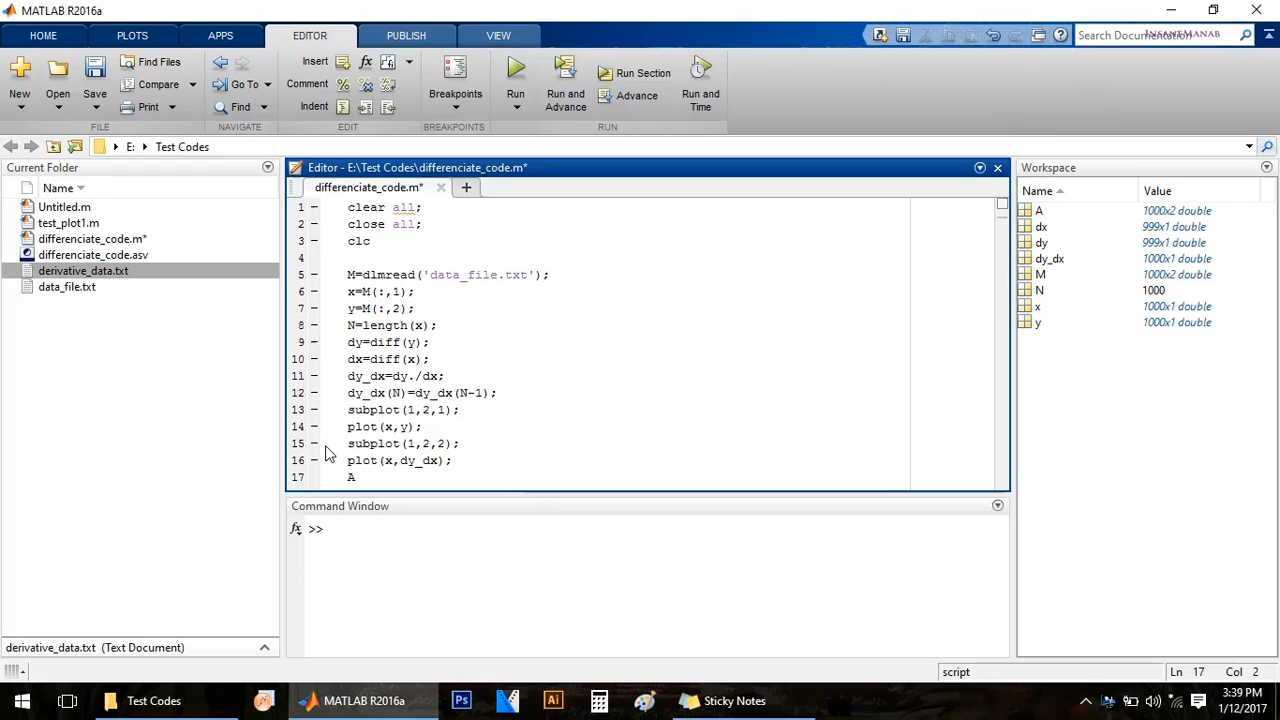 MATLAB R2016a
HOME PLOTS APPS EDITOR PUBLISH VIEW
Search Documentation
INSANTMANAB
New Open Save
Find Files
Compare
Print
Go To
Find
Insert
Comment
Indent
fx
Breakpoints
Run
Run and Advance
Run Section
Advance
Run and Time
FILE NAVIGATE EDIT BREAKPOINTS RUN
E: Test Codes
Current Folder
Name
Untitled.m
test_plot1.m
differenciate_code.m*
differenciate_code.asv
derivative_data.txt
data_file.txt
derivative_data.txt (Text Document)
Editor - E:\Test Codes\differenciate_code.m*
differenciate_code.m*
1 clear all;
2 close all;
3 clc
4
5 M=dlmread('data_file.txt');
6 x=M(:,1);
7 y=M(:,2);
8 N=length(x);
9 dy=diff(y);
10 dx=diff(x);
11 dy_dx=dy./dx;
12 dy_dx(N)=dy_dx(N-1);
13 subplot(1,2,1);
14 plot(x,y);
15 subplot(1,2,2);
16 plot(x,dy_dx);
17 A
Command Window
fx >>
Workspace
Name Value
A 1000x2 double
dx 999x1 double
dy 999x1 double
dy_dx 1000x1 double
M 1000x2 double
N 1000
x 1000x1 double
y 1000x1 double
script Ln 17 Col 2
Test Codes
MATLAB R2016a
Ps
Ai
Sticky Notes
3:39 PM
1/12/2017